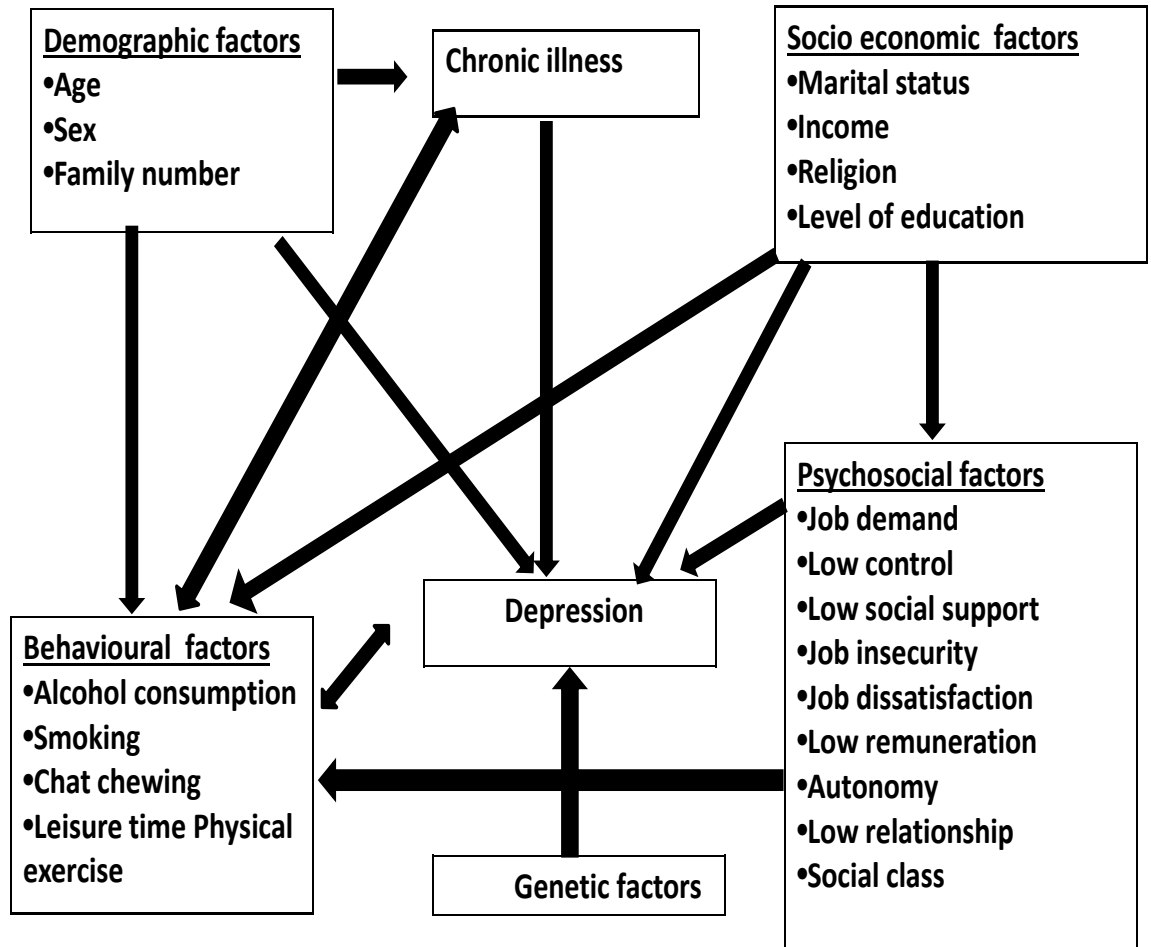 Demographic factors
•Age
•Sex
•Family number
Chronic illness
Socio economic factors
•Marital status
•Income
•Religion
•Level of education
Psychosocial factors
•Job demand
•Low control
•Low social support
•Job insecurity
•Job dissatisfaction
•Low remuneration
•Autonomy
•Low relationship
•Social class
Depression
Behavioural factors
•Alcohol consumption
•Smoking
•Chat chewing
•Leisure time Physical
exercise
Genetic factors